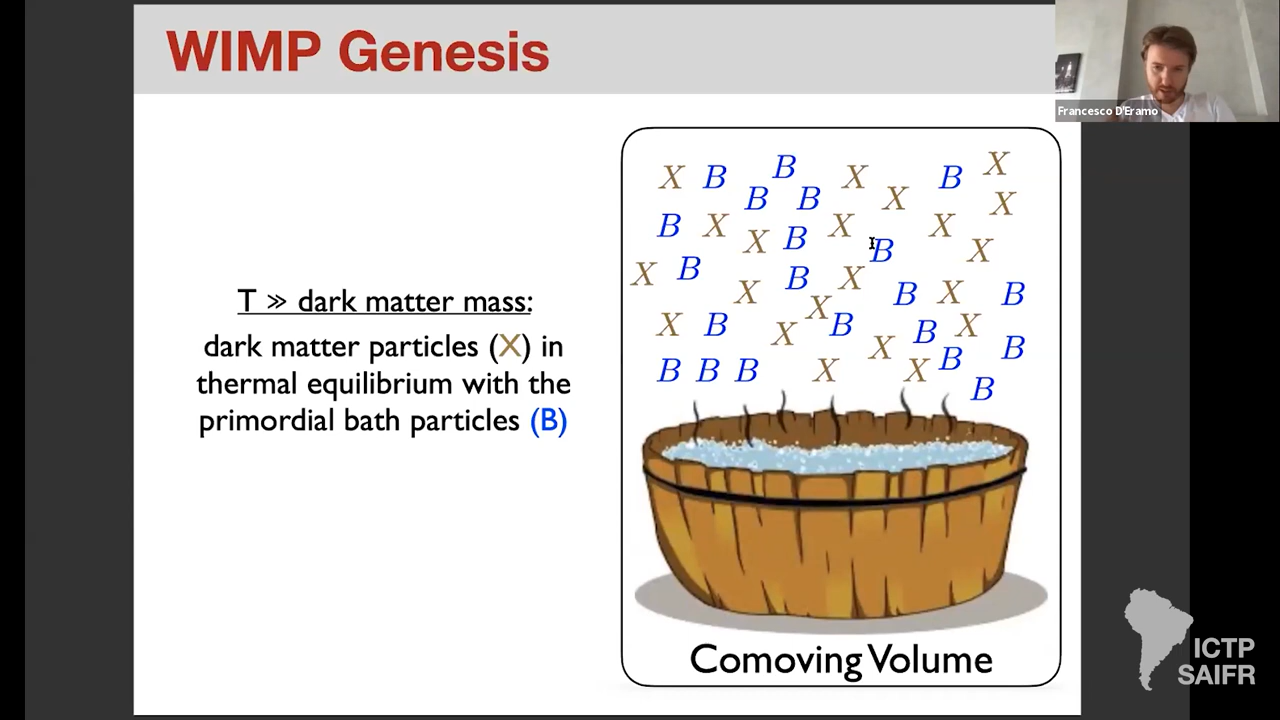 WIMP Genesis
Francesco D'Eramo
T ≫ dark matter mass:
dark matter particles (X) in
thermal equilibrium with the
primordial bath particles (B)
X B B X B X
B B X X
B X X B X X B X
X B X B X B X B
X X B X B X B X B B
B B B X X B
Comoving Volume
ICTP
SAIFR